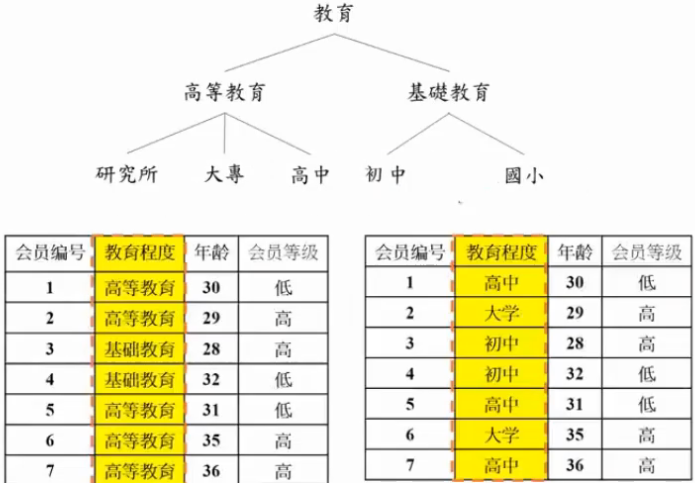 教育
高等教育 基礎教育
研究所 大專 高中 初中 國小
会员编号 教育程度 年龄 会员等级
1 高等教育 30 低
2 高等教育 29 高
3 基础教育 28 高
4 基础教育 32 低
5 高等教育 31 低
6 高等教育 35 高
7 高等教育 36 高
会员编号 教育程度 年龄 会员等级
1 高中 30 低
2 大学 29 高
3 初中 28 高
4 初中 32 低
5 高中 31 低
6 大学 35 高
7 高中 36 高